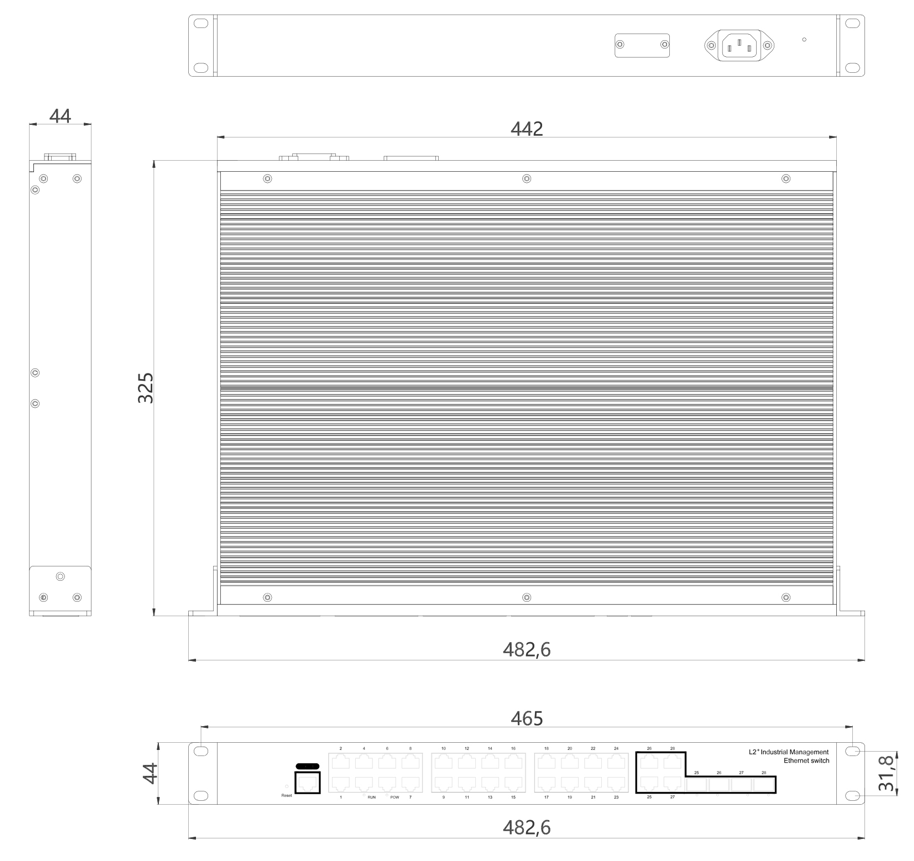 44
442
325
482,6
465
2 4 6 8 10 12 14 16 18 20 22 24 26 28
L2+ Industrial Management
Ethernet switch
25 26 27 28
44
31,8
Reset 1 RUN POW 7 9 11 13 15 17 19 21 23 25 27
482,6